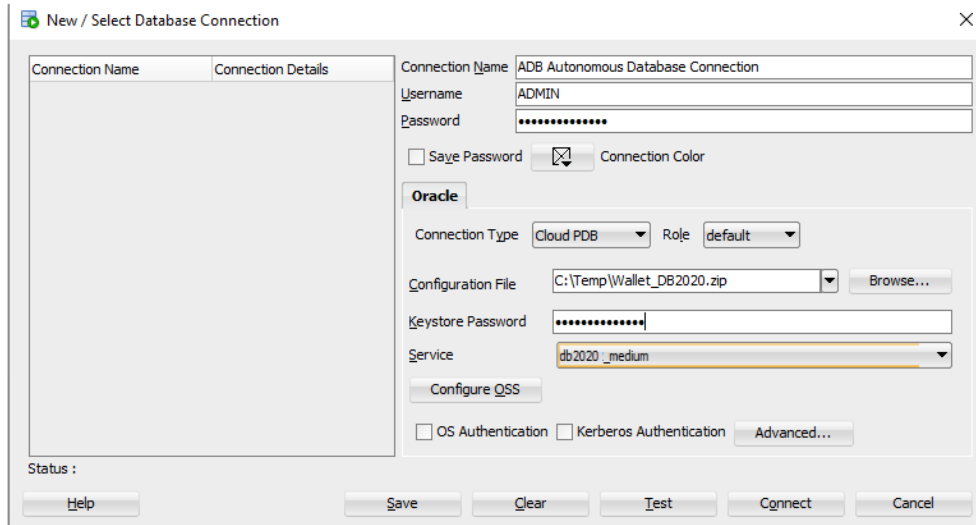 New / Select Database Connection
Connection Name Connection Details
Connection Name ADB Autonomous Database Connection
Username ADMIN
Password ••••••••••••••
Save Password Connection Color
Oracle
Connection Type Cloud PDB Role default
Configuration File C:\Temp\Wallet_DB2020.zip Browse...
Keystore Password ••••••••••••••
Service db2020 :_medium
Configure OSS
OS Authentication Kerberos Authentication Advanced...
Status :
Help Save Clear Test Connect Cancel